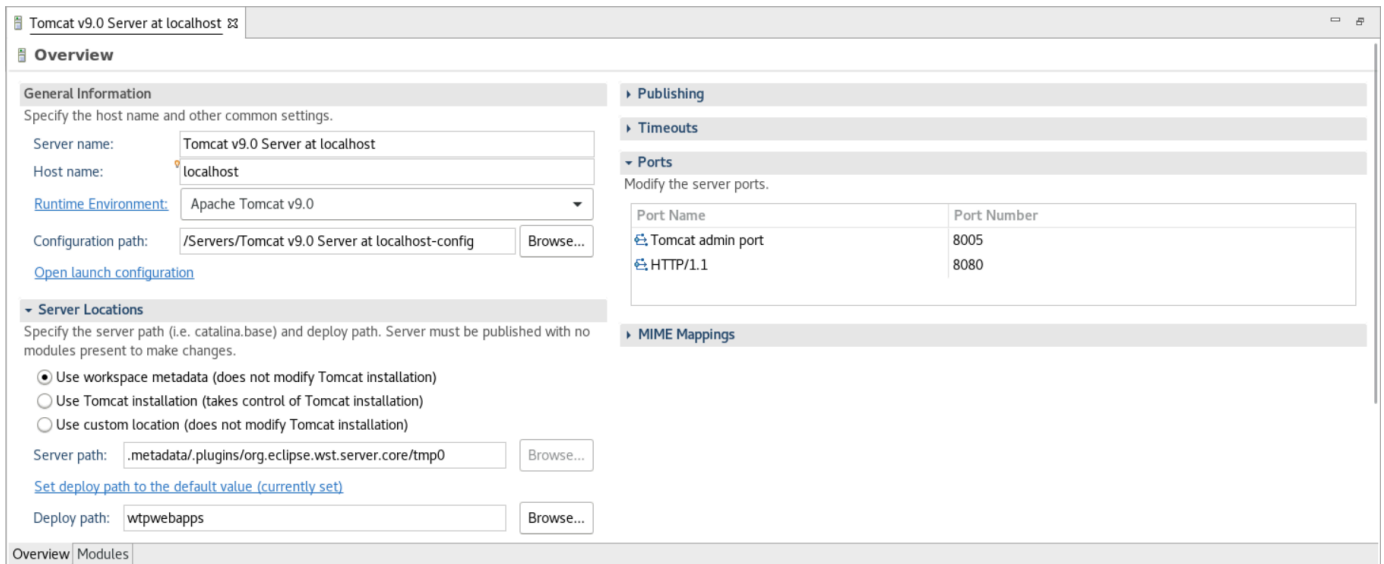 Tomcat v9.0 Server at localhost
Overview
General Information
Specify the host name and other common settings.
Server name: Tomcat v9.0 Server at localhost
Host name: localhost
Runtime Environment: Apache Tomcat v9.0
Configuration path: /Servers/Tomcat v9.0 Server at localhost-config Browse...
Open launch configuration
Server Locations
Specify the server path (i.e. catalina.base) and deploy path. Server must be published with no
modules present to make changes.
Use workspace metadata (does not modify Tomcat installation)
Use Tomcat installation (takes control of Tomcat installation)
Use custom location (does not modify Tomcat installation)
Server path: .metadata/.plugins/org.eclipse.wst.server.core/tmp0 Browse...
Set deploy path to the default value (currently set)
Deploy path: wtpwebapps Browse...
Publishing
Timeouts
Ports
Modify the server ports.
Port Name Port Number
Tomcat admin port 8005
HTTP/1.1 8080
MIME Mappings
Overview Modules